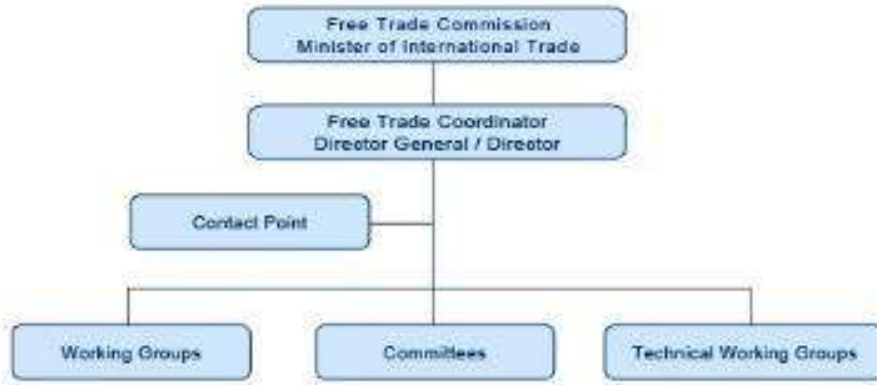 Free Trade Commission
Minister of International Trade
Free Trade Coordinator
Director General / Director
Contact Point
Working Groups
Committees
Technical Working Groups